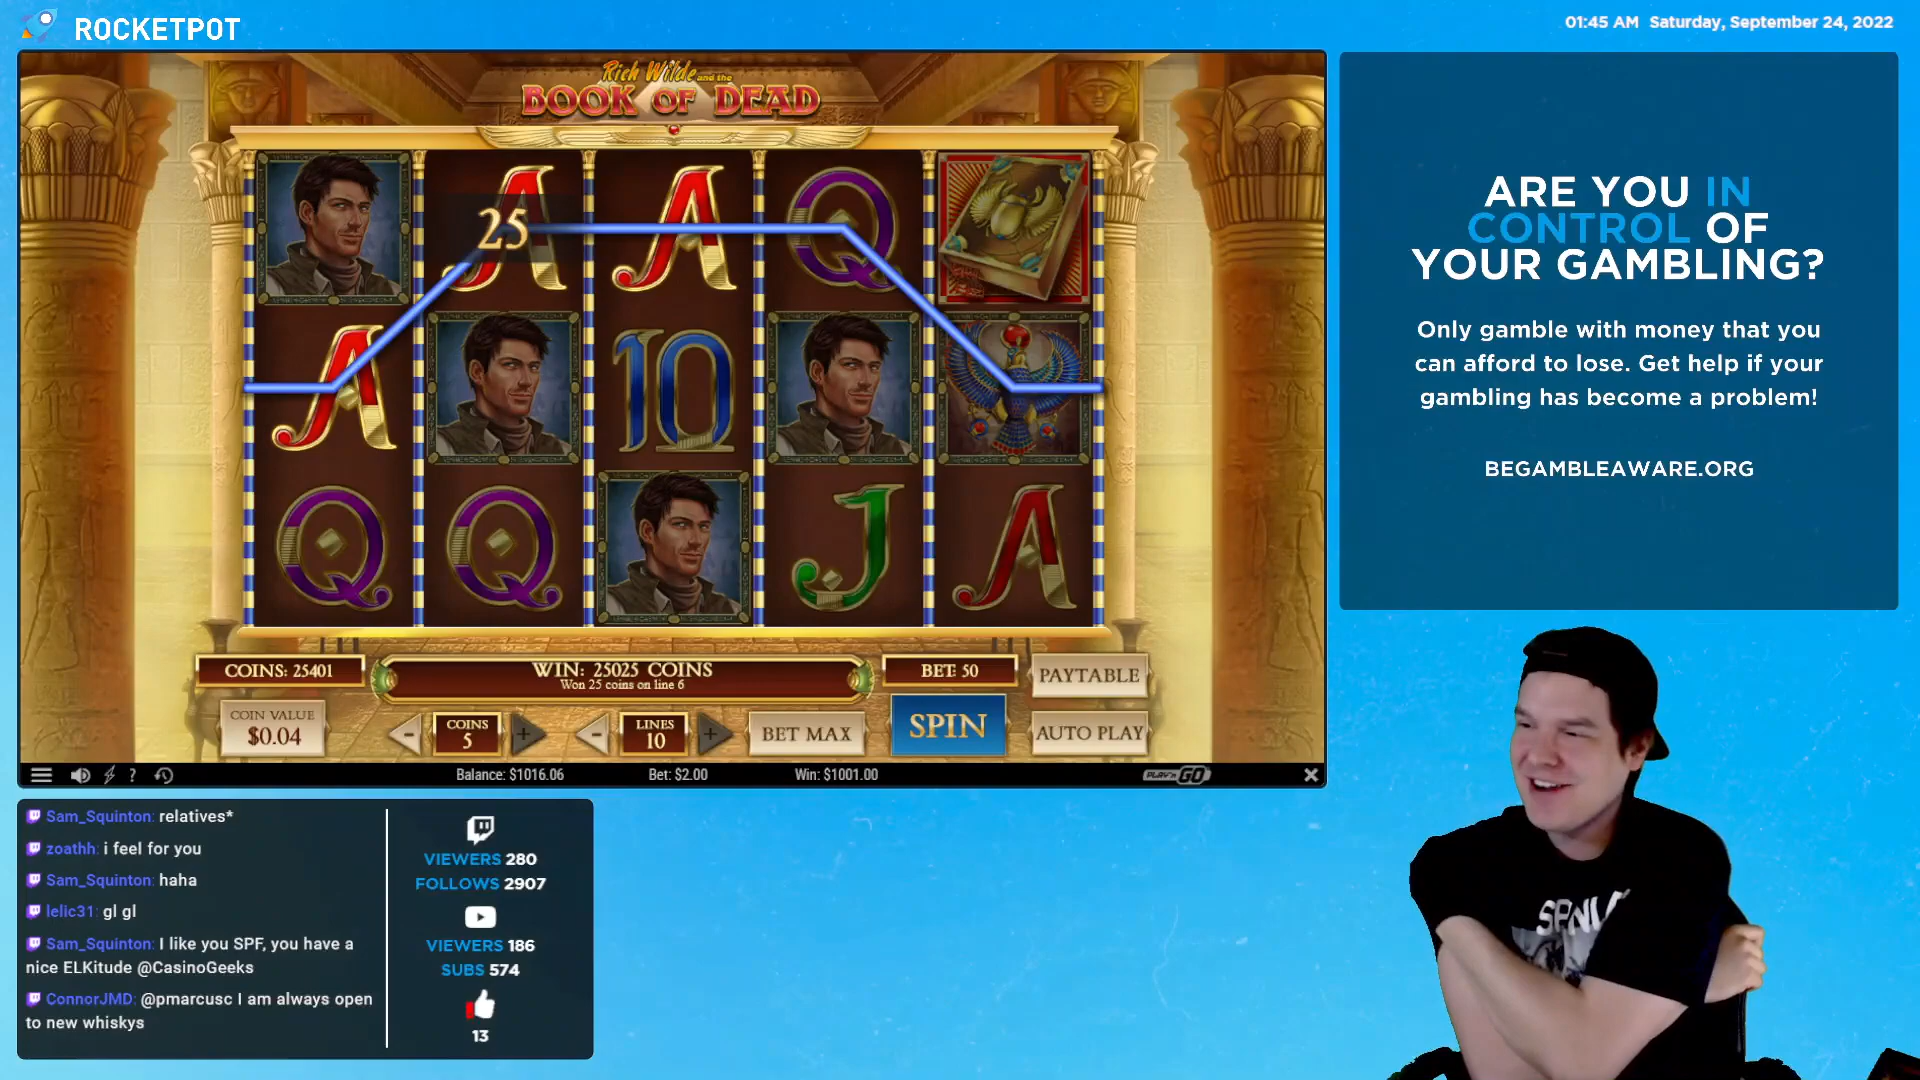 ROCKETPOT
01:45 AM Saturday, September 24, 2022
Rich Wilde and the
BOOK OF DEAD
A A Q
25
A 10
Q Q J A
COINS: 25401
WIN: 25025 COINS
Won 25 coins on line 6
BET: 50
PAYTABLE
COIN VALUE
$0.04
-
COINS
5
+
-
LINES
10
+
BET MAX
SPIN
AUTO PLAY
?
Balance: $1016.06
Bet: $2.00
Win: $1001.00
PLAY'n GO
ARE YOU IN
CONTROL OF
YOUR GAMBLING?
Only gamble with money that you
can afford to lose. Get help if your
gambling has become a problem!
BEGAMBLEAWARE.ORG
Sam_Squinton: relatives*
zoathh: i feel for you
Sam_Squinton: haha
lelic31: gl gl
Sam_Squinton: I like you SPF, you have a
nice ELKitude @CasinoGeeks
ConnorJMD: @pmarcusc I am always open
to new whiskys
VIEWERS 280
FOLLOWS 2907
VIEWERS 186
SUBS 574
13